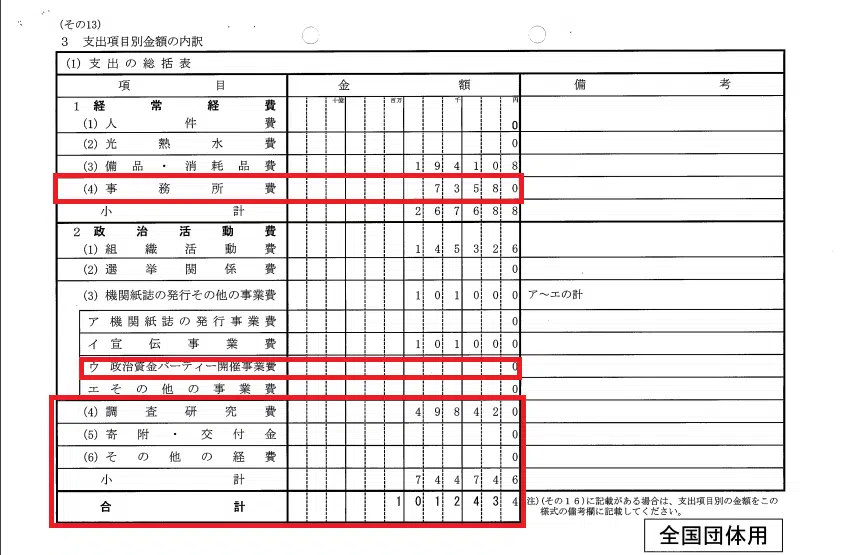 (その13)
3 支出項目別金額の内訳
(1) 支出の総括表
項 目 金 額 備 考
十億 百万 千 円
1 経常経費
(1) 人件費 0
(2) 光熱水費 0
(3) 備品・消耗品費 194108
(4) 事務所費 73580
小計 267688
2 政治活動費
(1) 組織活動費 145326
(2) 選挙関係費 0
(3) 機関紙誌の発行その他の事業費 101000 ア～エの計
ア 機関紙誌の発行事業費 0
イ 宣伝事業費 101000
ウ 政治資金パーティー開催事業費 0
エ その他の事業費 0
(4) 調査研究費 498420
(5) 寄附・交付金 0
(6) その他の経費 0
小計 744746
合計 1012434
注)(その16)に記載がある場合は、支出項目別の金額をこの
様式の備考欄に記載してください。
全国団体用